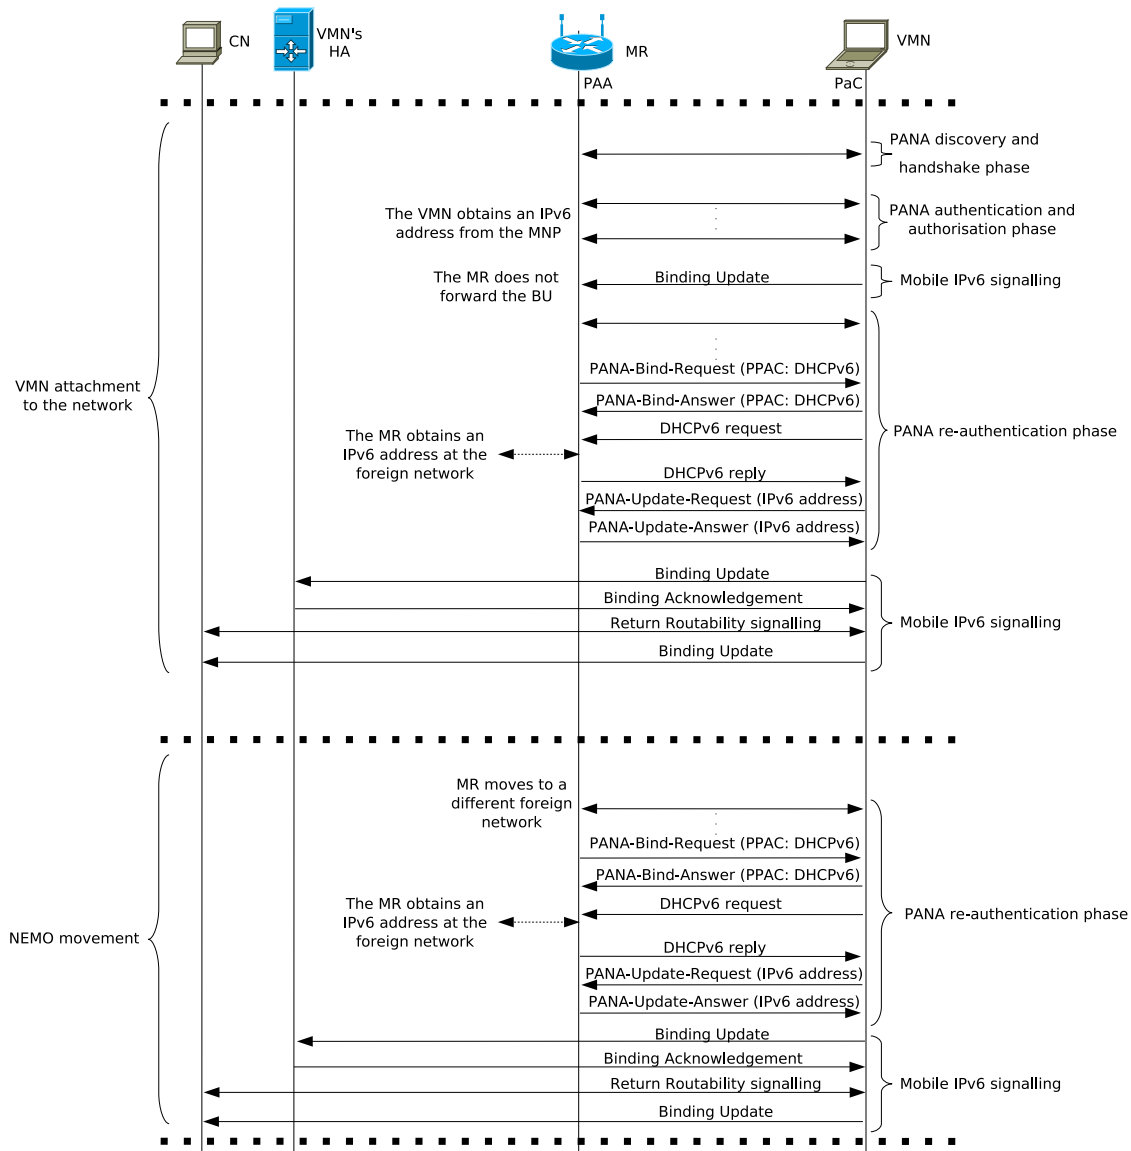 CN
VMN's
HA
MR
VMN
PAA
PaC
PANA discovery and
handshake phase
The VMN obtains an IPv6
address from the MNP
PANA authentication and
authorisation phase
The MR does not
forward the BU
Binding Update
Mobile IPv6 signalling
VMN attachment
to the network
PANA-Bind-Request (PPAC: DHCPv6)
PANA-Bind-Answer (PPAC: DHCPv6)
DHCPv6 request
The MR obtains an
IPv6 address at the
foreign network
DHCPv6 reply
PANA-Update-Request (IPv6 address)
PANA-Update-Answer (IPv6 address)
PANA re-authentication phase
Binding Update
Binding Acknowledgement
Return Routability signalling
Binding Update
Mobile IPv6 signalling
NEMO movement
MR moves to a
different foreign
network
PANA-Bind-Request (PPAC: DHCPv6)
PANA-Bind-Answer (PPAC: DHCPv6)
DHCPv6 request
The MR obtains an
IPv6 address at the
foreign network
DHCPv6 reply
PANA-Update-Request (IPv6 address)
PANA-Update-Answer (IPv6 address)
PANA re-authentication phase
Binding Update
Binding Acknowledgement
Return Routability signalling
Binding Update
Mobile IPv6 signalling